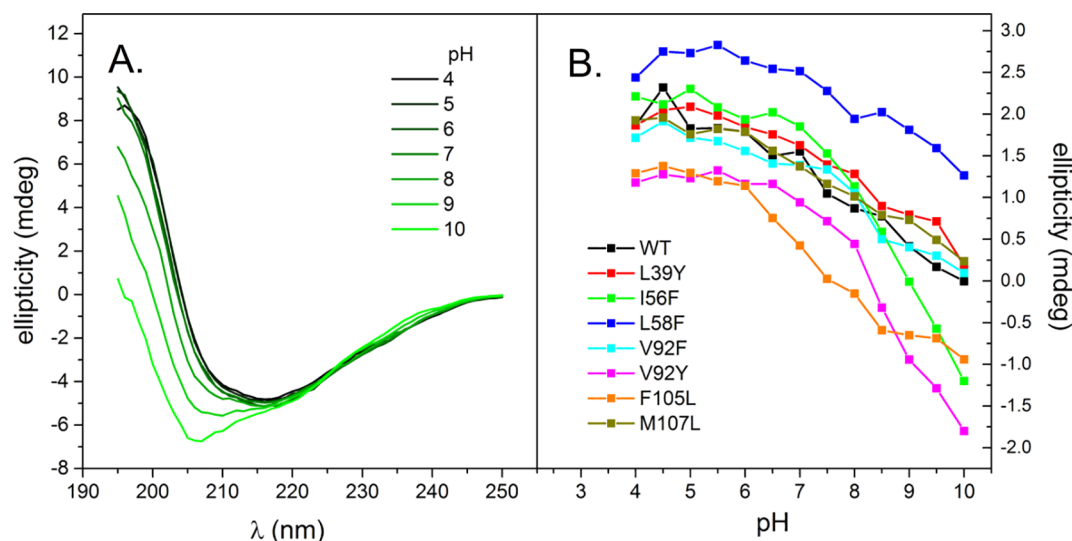 A.
pH
4
5
6
7
8
9
10
ellipticity (mdeg)
12
10
8
6
4
2
0
-2
-4
-6
-8
190 200 210 220 230 240 250
λ (nm)
B.
WT
L39Y
I56F
L58F
V92F
V92Y
F105L
M107L
3.0
2.5
2.0
1.5
1.0
0.5
0.0
-0.5
-1.0
-1.5
-2.0
ellipticity (mdeg)
3 4 5 6 7 8 9 10
pH